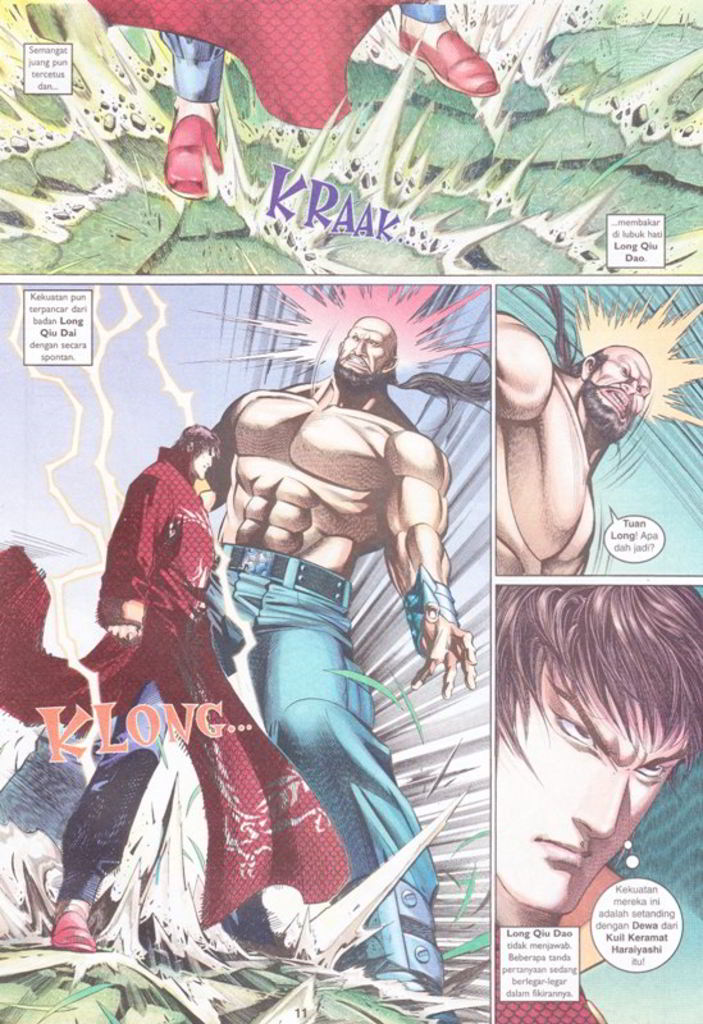 Semangat
juang pun
tercetus
dan...
KRAAK...
...membakar
di lubuk hati
Long Qiu
Dao.
Kekuatan pun
terpancar dari
badan Long
Qiu Dai
dengan secara
spontan.
KLONG...
Tuan
Long! Apa
dah jadi?
Kekuatan
mereka ini
adalah setanding
dengan Dewa dari
Kuil Keramat
Haraiyashi
itu!
Long Qiu Dao
tidak menjawab.
Beberapa tanda
pertanyaan sedang
berlegar-legar
dalam fikirannya.
11